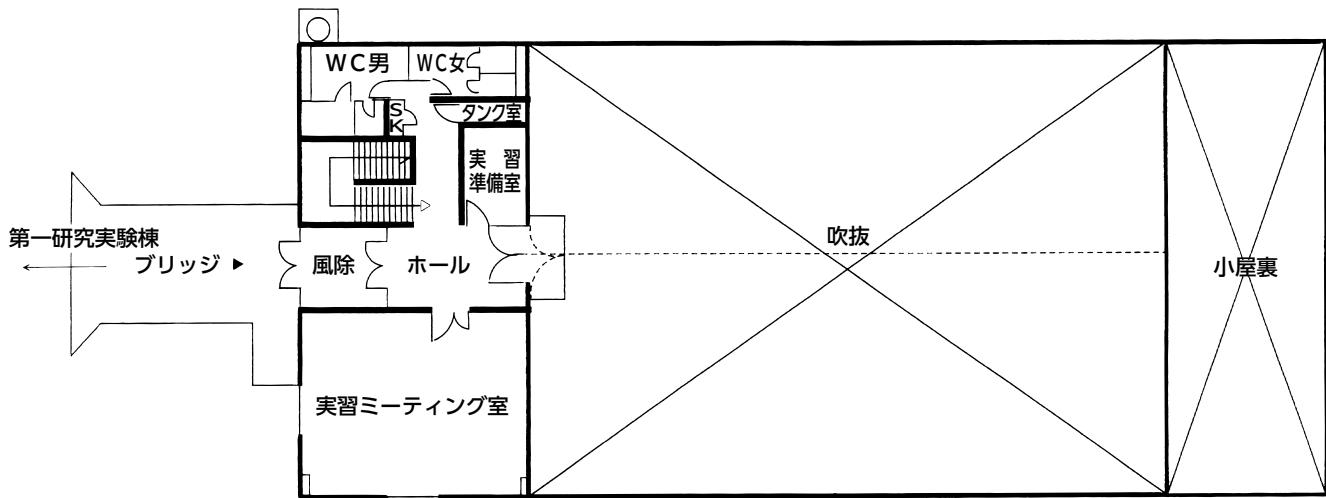 WC男
WC女
SK
タンク室
実習
準備室
第一研究実験棟
ブリッジ
風除
ホール
吹抜
小屋裏
実習ミーティング室